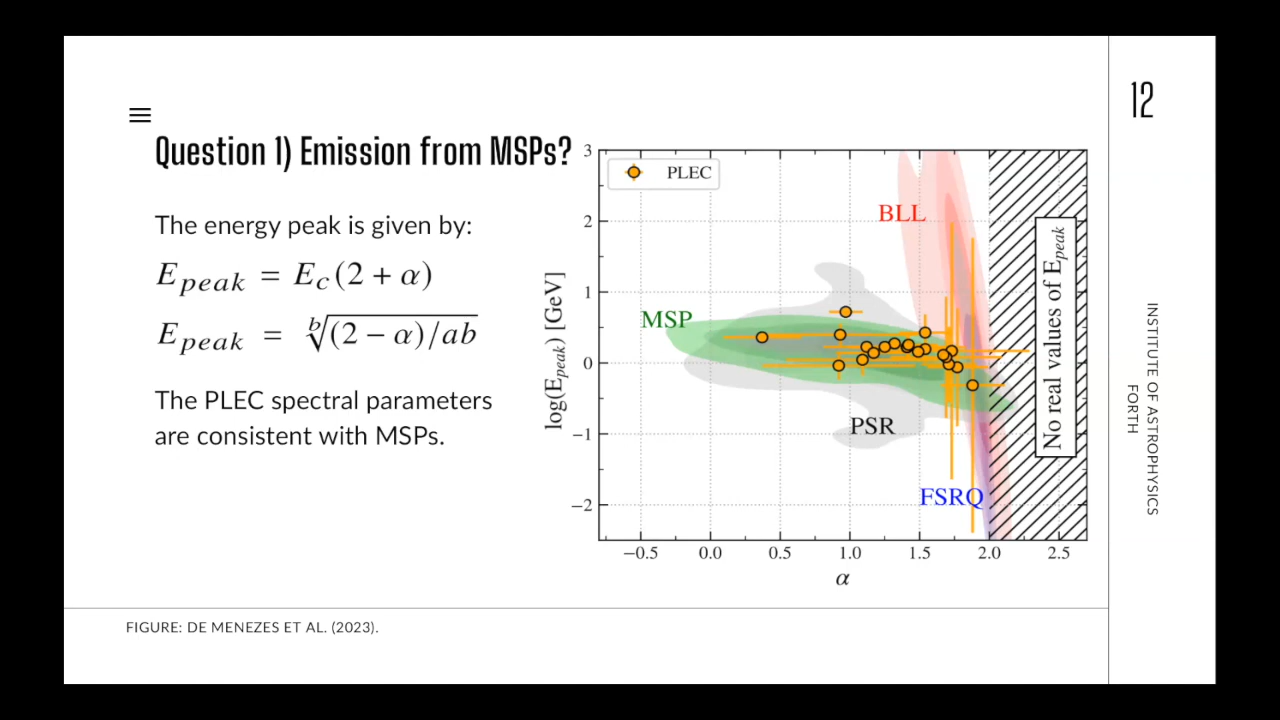 12
Question 1) Emission from MSPs?
The energy peak is given by:
E_peak = E_c(2 + α)
E_peak = ᵇ√(2 − α)/ab
The PLEC spectral parameters
are consistent with MSPs.
PLEC
BLL
MSP
PSR
FSRQ
No real values of E_peak
log(E_peak) [GeV]
3
2
1
0
−1
−2
−0.5 0.0 0.5 1.0 1.5 2.0 2.5
α
INSTITUTE OF ASTROPHYSICS
FORTH
FIGURE: DE MENEZES ET AL. (2023).